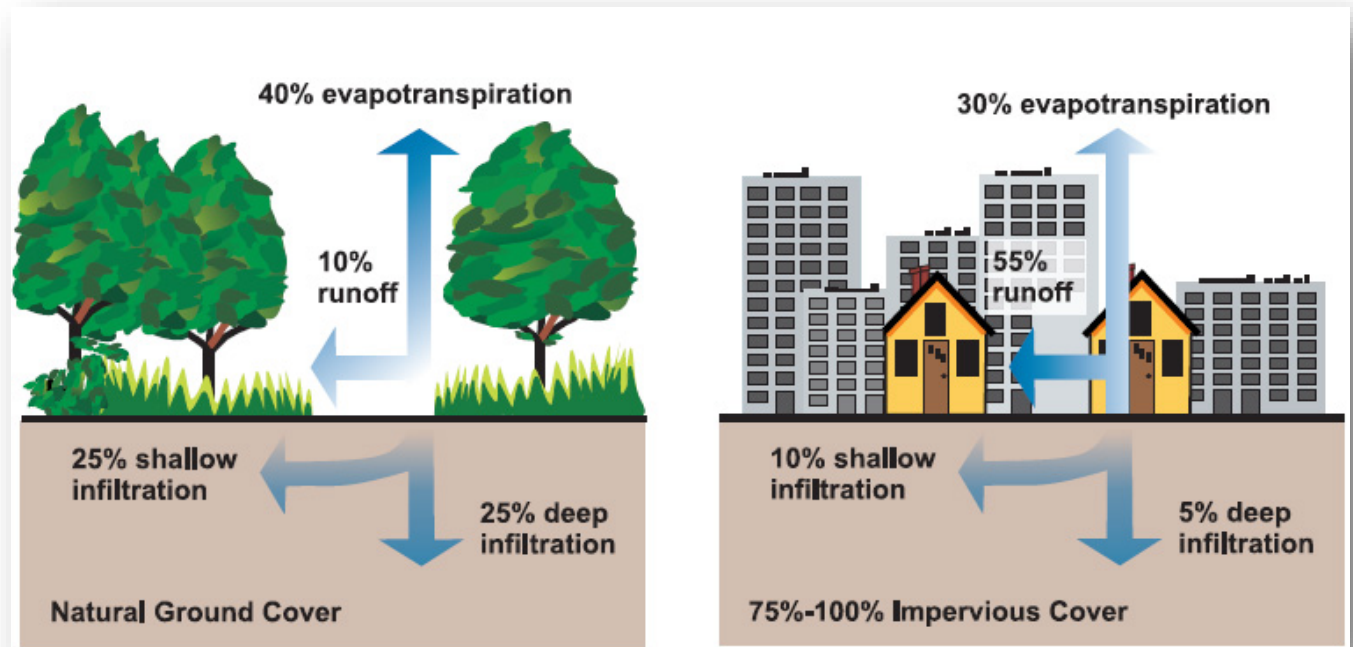 40% evapotranspiration
10%
runoff
25% shallow
infiltration
25% deep
infiltration
Natural Ground Cover
30% evapotranspiration
55%
runoff
10% shallow
infiltration
5% deep
infiltration
75%-100% Impervious Cover